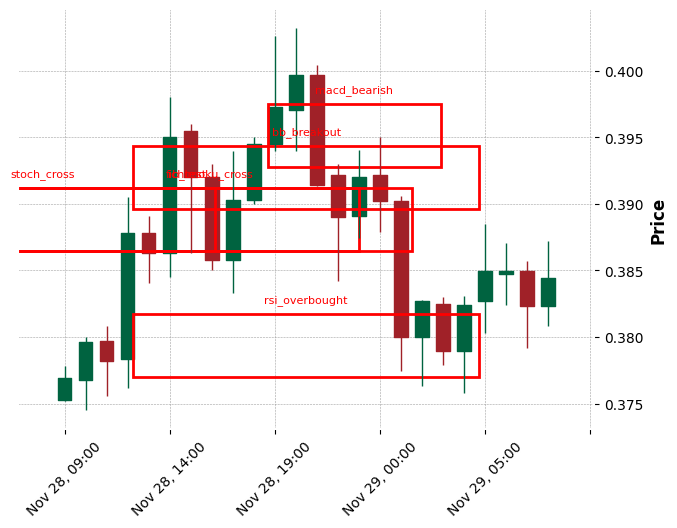 0.400
macd_bearish
0.395
bb_breakout
stoch_cross
0.390
Price
0.385
rsi_overbought
0.380
0.375
Nov 28, 09:00
Nov 28, 14:00
Nov 28, 19:00
Nov 29, 00:00
Nov 29, 05:00